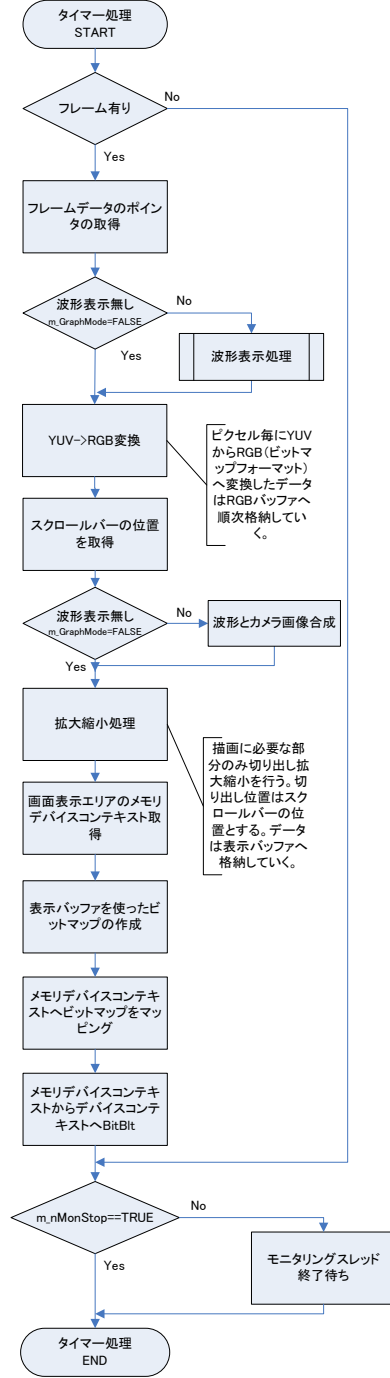 タイマー処理
START
フレーム有り
No
Yes
フレームデータのポイン
タの取得
波形表示無し
m_GraphMode=FALSE
No
Yes
波形表示処理
YUV->RGB変換
ピクセル毎にYUV
からRGB(ビットマ
ップフォーマット)
へ変換したデータ
はRGBバッファへ
順次格納してい
く。
スクロールバーの位置
を取得
波形表示無し
m_GraphMode=FALSE
No
Yes
波形とカメラ画像合成
拡大縮小処理
描画に必要な部
分のみ切り出し拡
大縮小を行う。切
り出し位置はスク
ロールバーの位
置とする。データ
は表示バッファへ
格納していく。
画面表示エリアのメモリ
デバイスコンテキスト取
得
表示バッファを使ったビ
ットマップの作成
メモリデバイスコンテキ
ストへビットマップをマッ
ピング
メモリデバイスコンテキ
ストからデバイスコンテ
キストへBitBlt
m_nMonStop==TRUE
No
Yes
モニタリングスレッド
終了待ち
タイマー処理
END